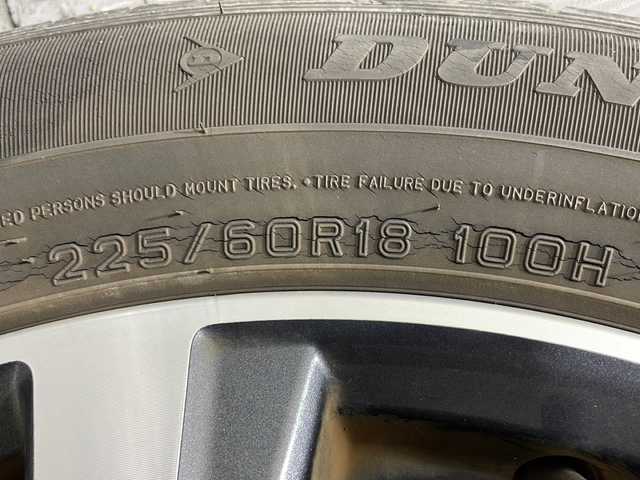 DUN
ED PERSONS SHOULD MOUNT TIRES. •TIRE FAILURE DUE TO UNDERINFLATIO
225/60R18 100H